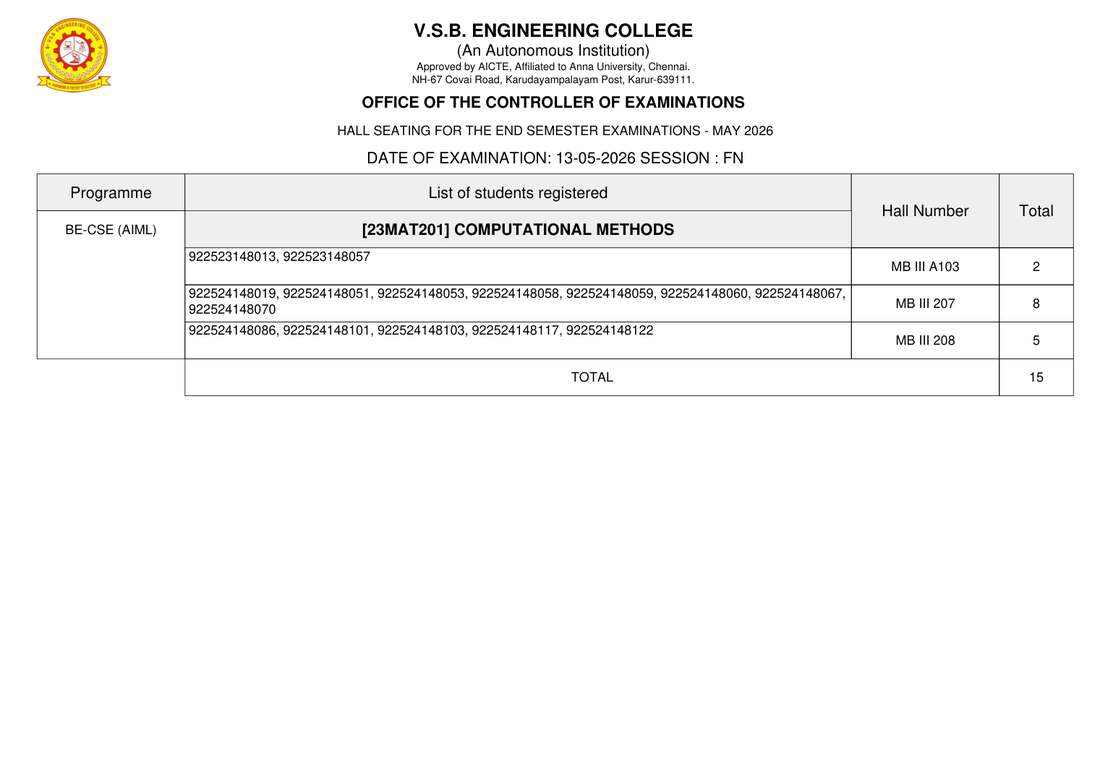 V.S.B. ENGINEERING COLLEGE
(An Autonomous Institution)
Approved by AICTE, Affiliated to Anna University, Chennai.
NH-67 Covai Road, Karudayampalayam Post, Karur-639111.
OFFICE OF THE CONTROLLER OF EXAMINATIONS
HALL SEATING FOR THE END SEMESTER EXAMINATIONS - MAY 2026
DATE OF EXAMINATION: 13-05-2026 SESSION : FN
Programme List of students registered Hall Number Total
BE-CSE (AIML) [23MAT201] COMPUTATIONAL METHODS
922523148013, 922523148057 MB III A103 2
922524148019, 922524148051, 922524148053, 922524148058, 922524148059, 922524148060, 922524148067, MB III 207 8
922524148070
922524148086, 922524148101, 922524148103, 922524148117, 922524148122 MB III 208 5
TOTAL 15